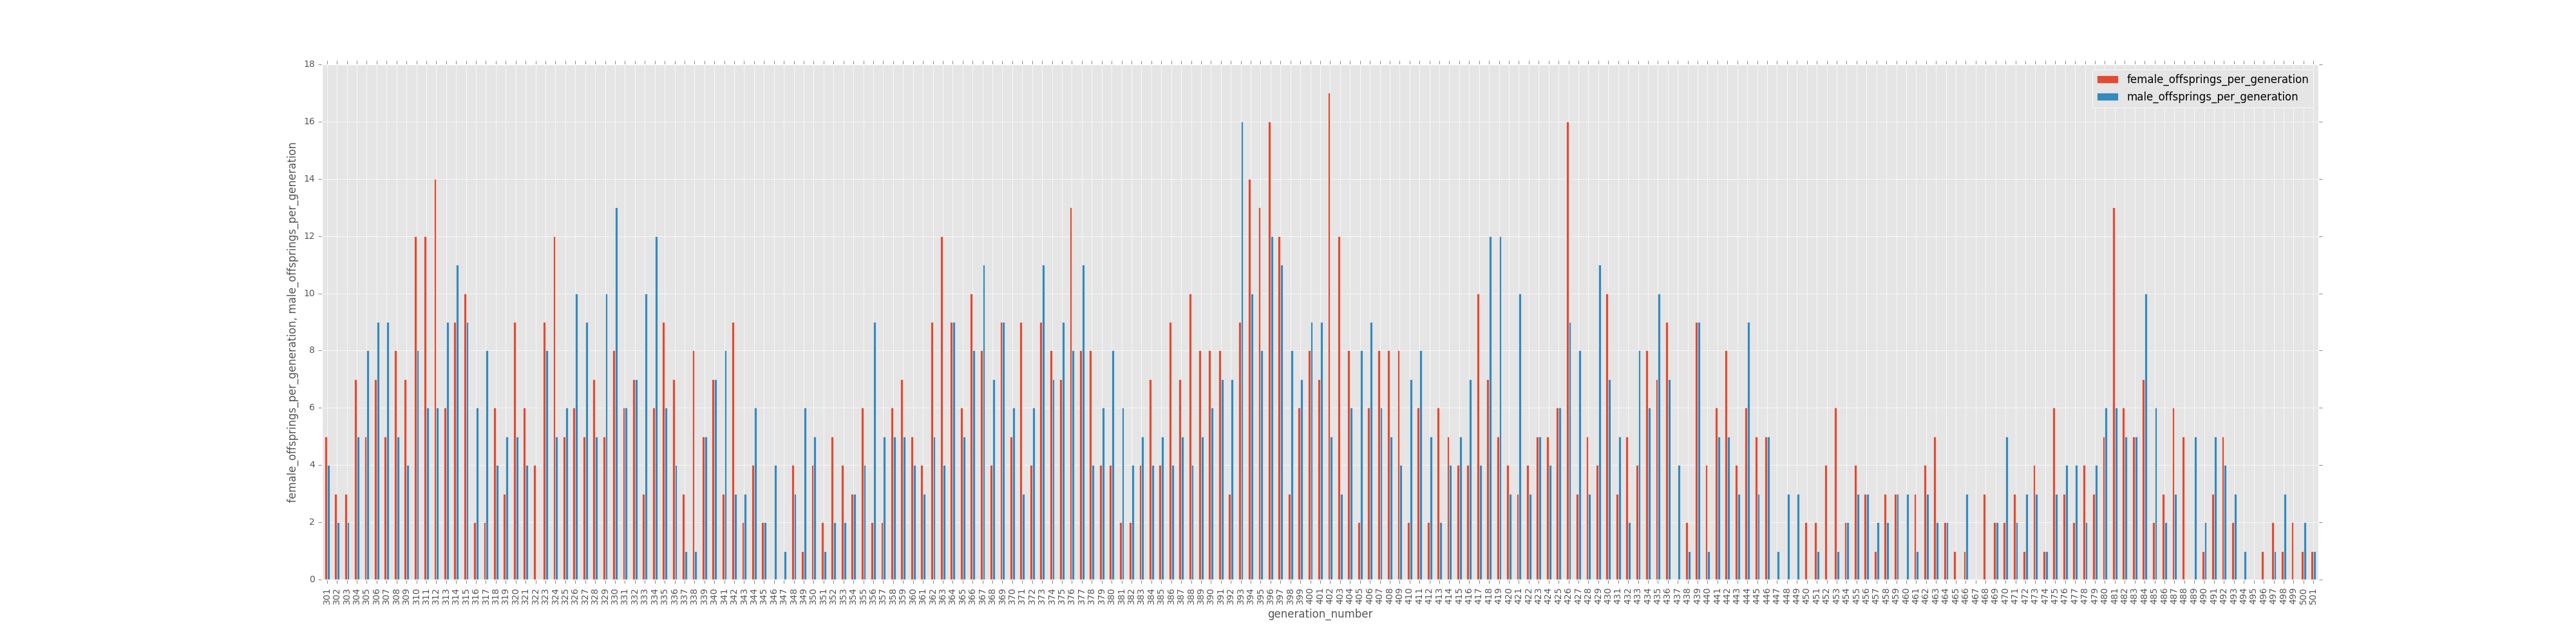 18
16
14
12
10
8
6
4
2
0
female_offsprings_per_generation, male_offsprings_per_generation
female_offsprings_per_generation
male_offsprings_per_generation
301 302 303 304 305 306 307 308 309 310 311 312 313 314 315 316 317 318 319 320 321 322 323 324 325 326 327 328 329 330 331 332 333 334 335 336 337 338 339 340 341 342 343 344 345 346 347 348 349 350 351 352 353 354 355 356 357 358 359 360 361 362 363 364 365 366 367 368 369 370 371 372 373 374 375 376 377 378 379 380 381 382 383 384 385 386 387 388 389 390 391 392 393 394 395 396 397 398 399 400 401 402 403 404 405 406 407 408 409 410 411 412 413 414 415 416 417 418 419 420 421 422 423 424 425 426 427 428 429 430 431 432 433 434 435 436 437 438 439 440 441 442 443 444 445 446 447 448 449 450 451 452 453 454 455 456 457 458 459 460 461 462 463 464 465 466 467 468 469 470 471 472 473 474 475 476 477 478 479 480 481 482 483 484 485 486 487 488 489 490 491 492 493 494 495 496 497 498 499 500 501
generation_number